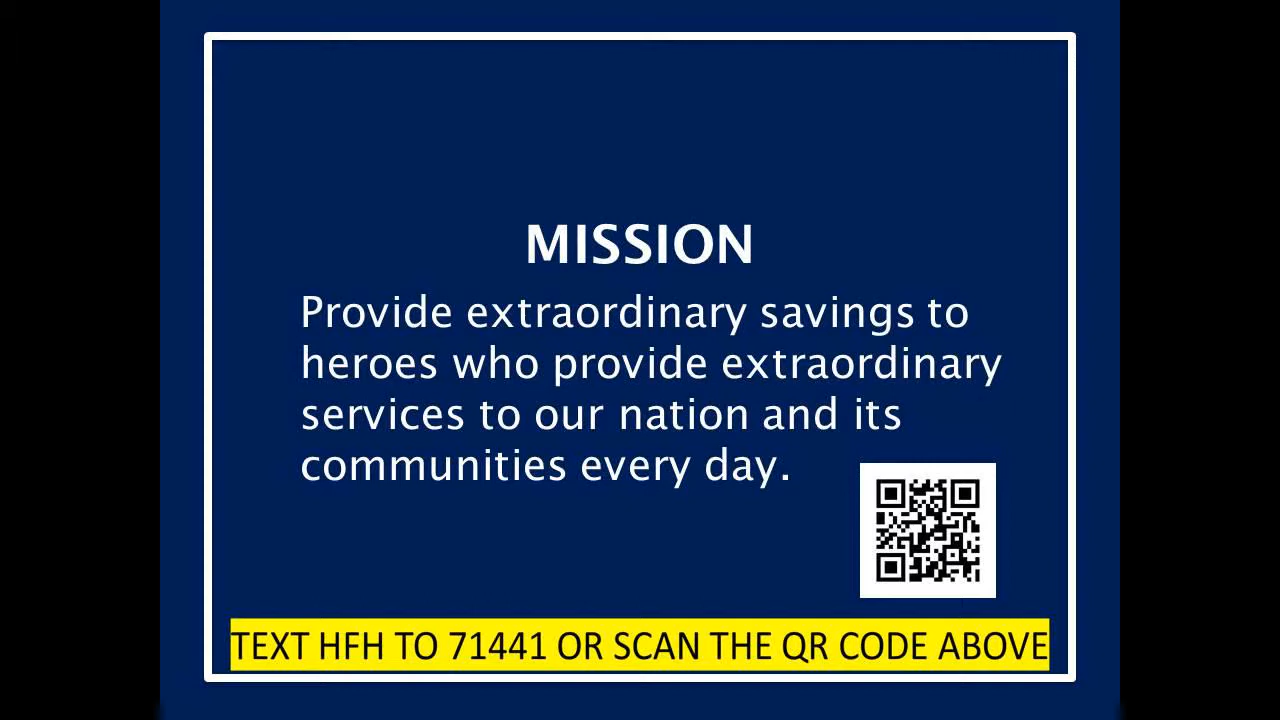 MISSION
Provide extraordinary savings to
heroes who provide extraordinary
services to our nation and its
communities every day.
TEXT HFH TO 71441 OR SCAN THE QR CODE ABOVE